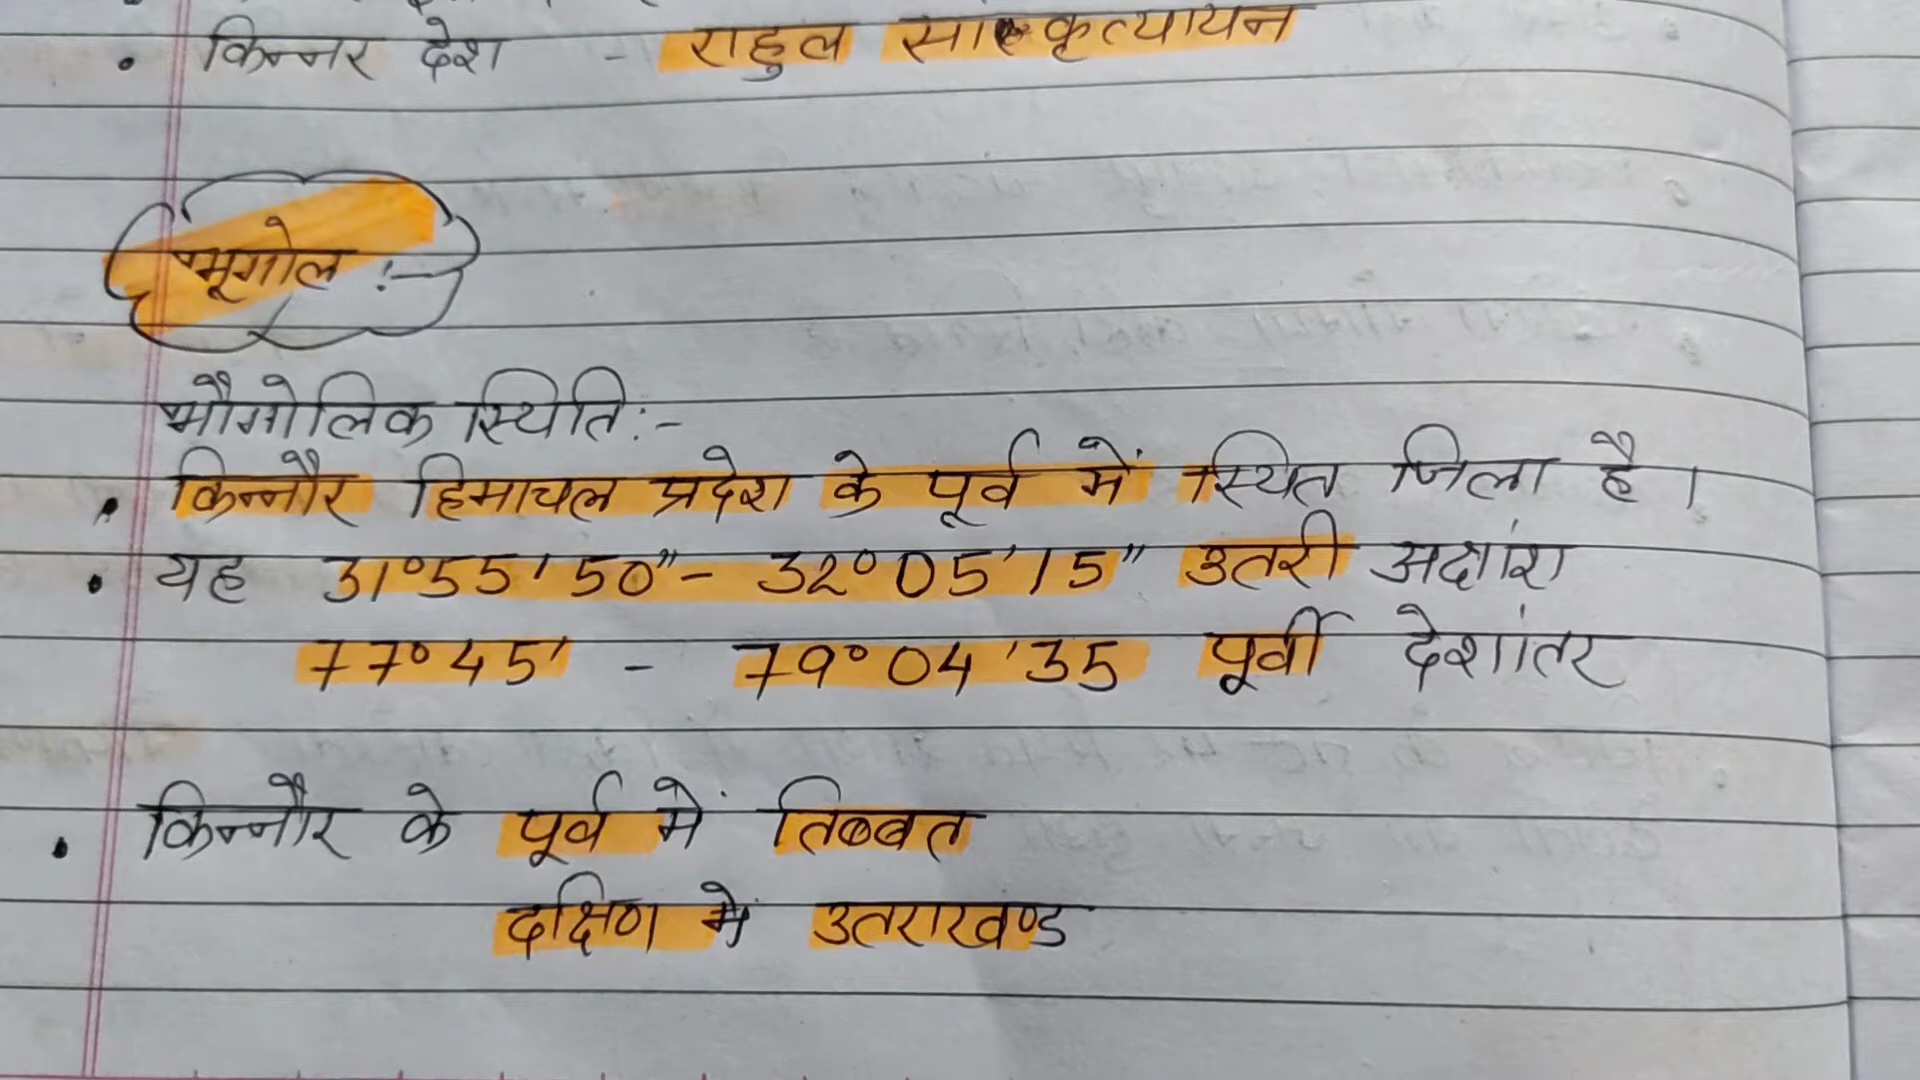 • किन्नर देश - राहुल सांस्कृत्यायन
भूगोल :-
भौगोलिक स्थिति:-
• किन्नौर हिमाचल प्रदेश के पूर्व में स्थित जिला है ।
• यह 31°55'50" - 32°05'15" उतरी अक्षांश
77°45' - 79°04'35 पूर्वी देशांतर
• किन्नौर के पूर्व में तिब्बत
दक्षिण में उतराखण्ड